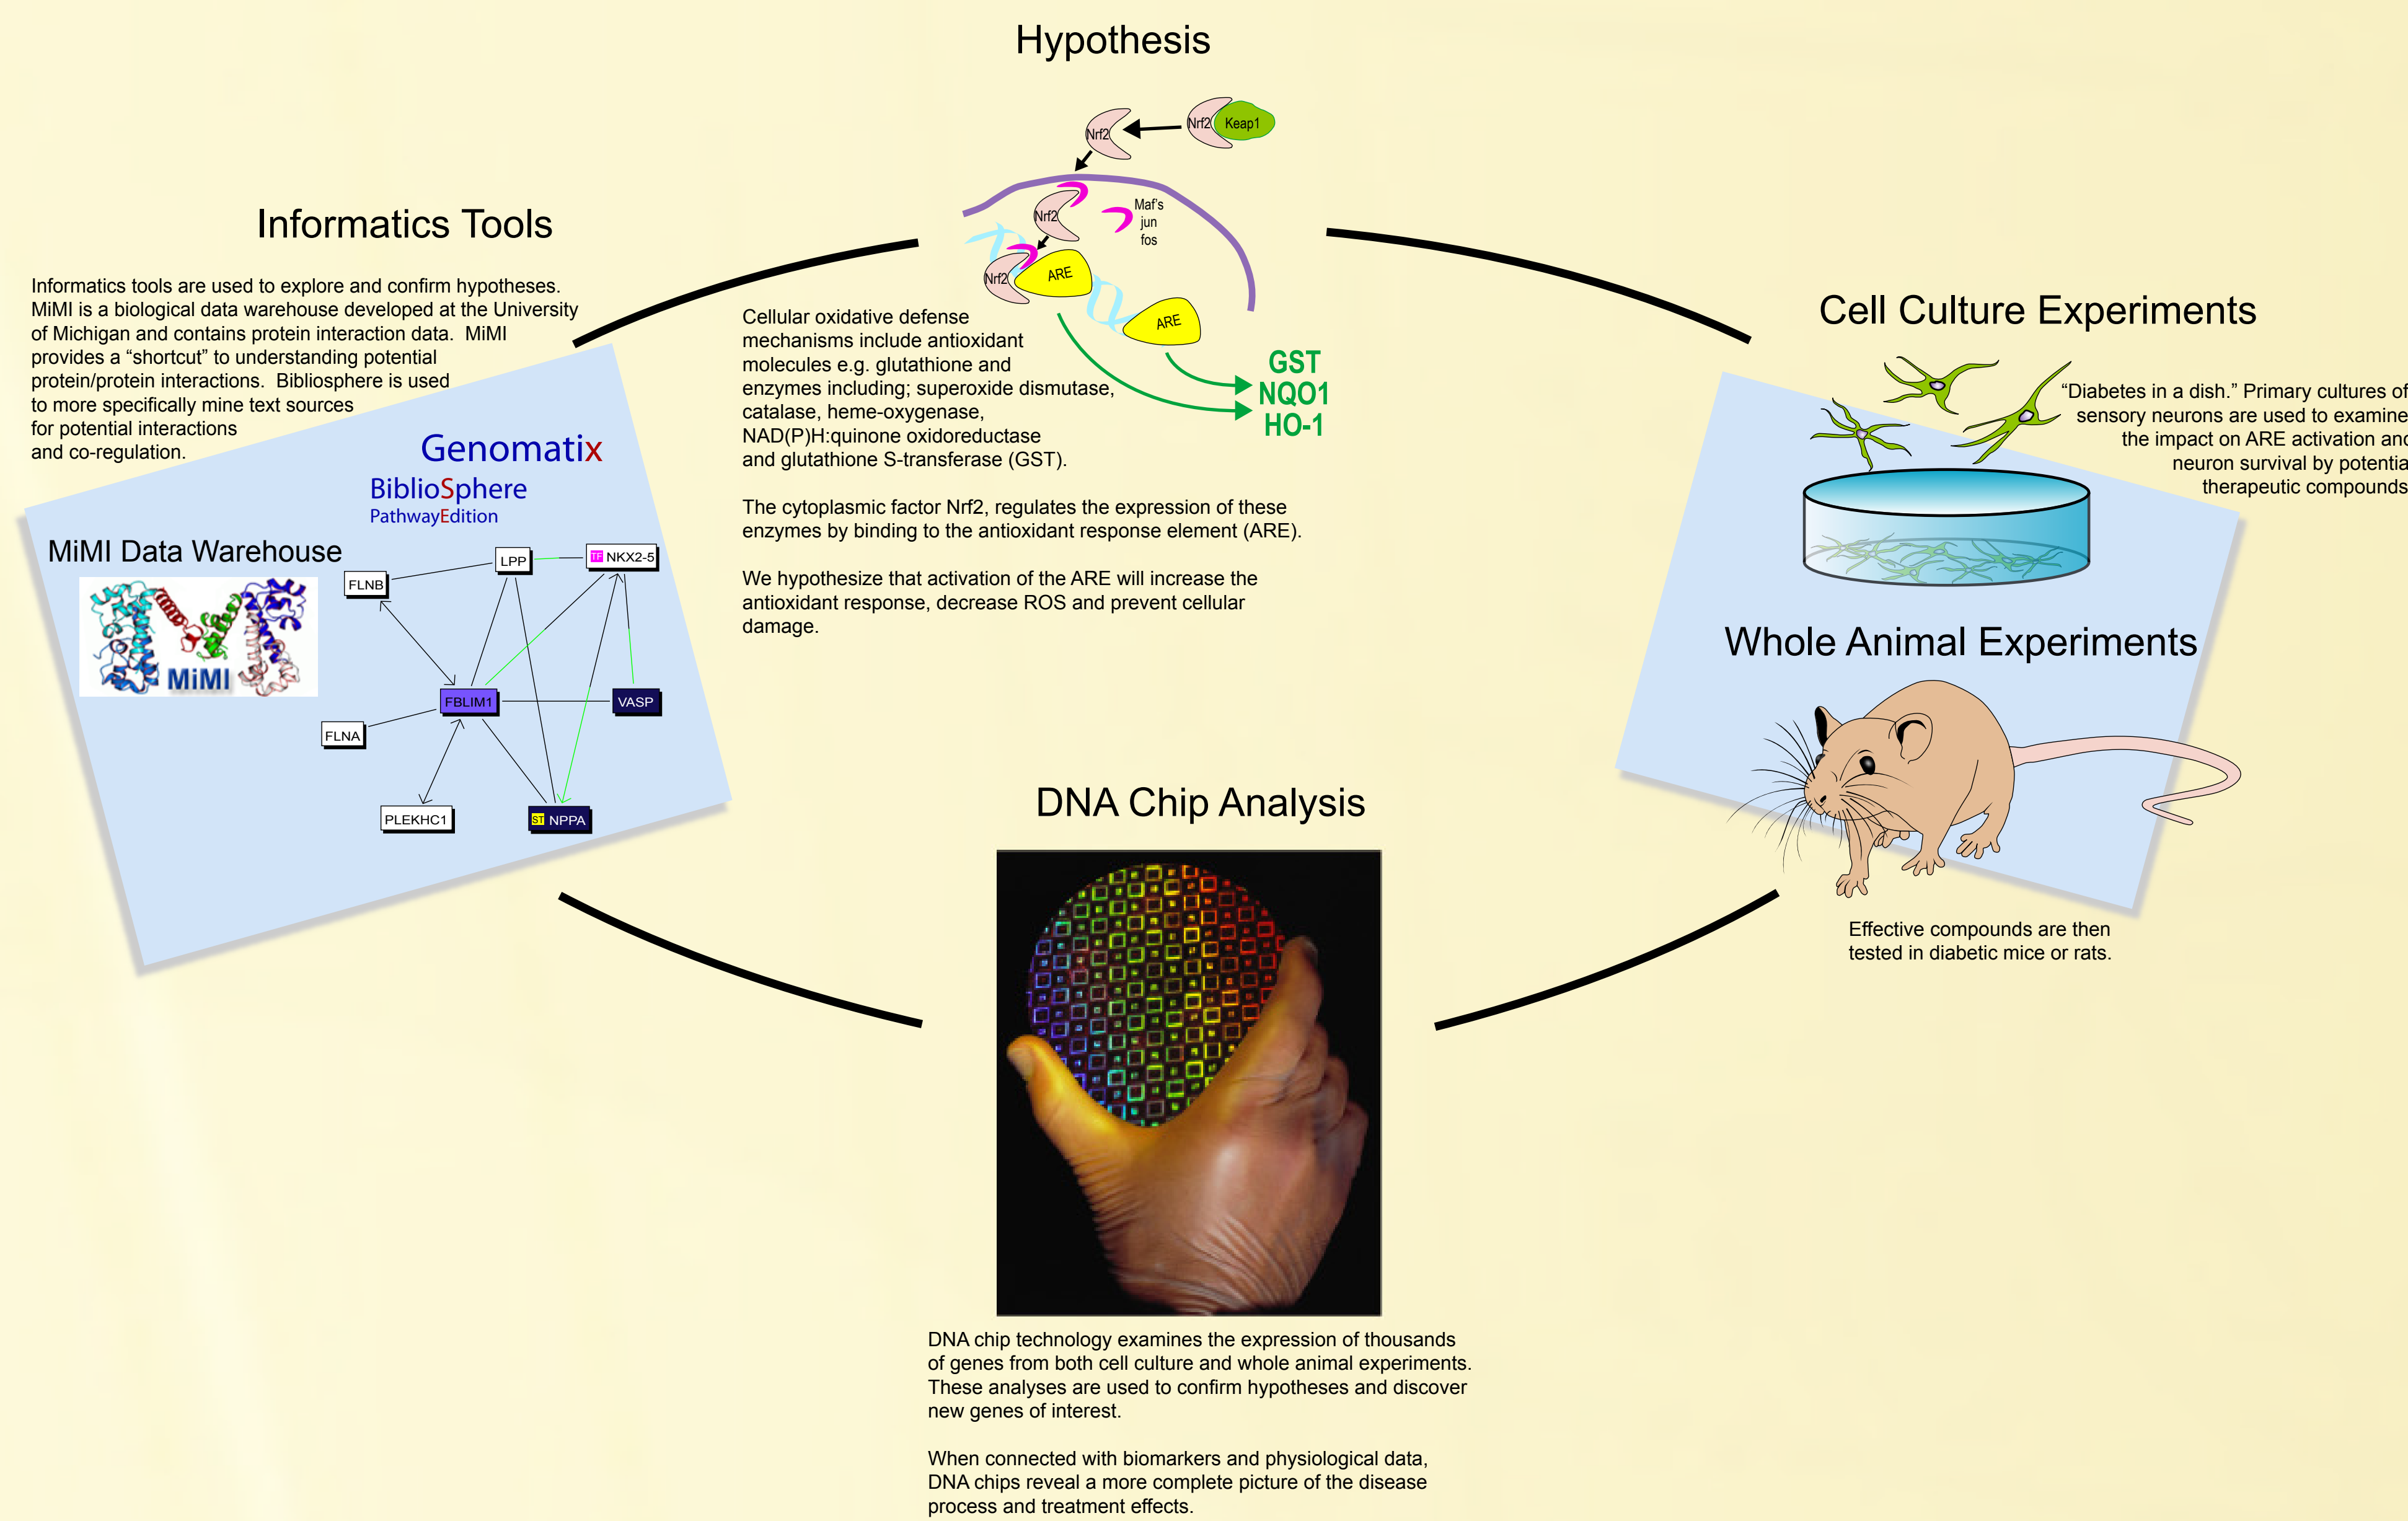 Hypothesis
Nrf2
Nrf2
Keap1
Nrf2
Maf's
jun
fos
Nrf2
ARE
ARE
GST
NQO1
HO-1
Cellular oxidative defense
mechanisms include antioxidant
molecules e.g. glutathione and
enzymes including; superoxide dismutase,
catalase, heme-oxygenase,
NAD(P)H:quinone oxidoreductase
and glutathione S-transferase (GST).
The cytoplasmic factor Nrf2, regulates the expression of these
enzymes by binding to the antioxidant response element (ARE).
We hypothesize that activation of the ARE will increase the
antioxidant response, decrease ROS and prevent cellular
damage.
Informatics Tools
Informatics tools are used to explore and confirm hypotheses.
MiMI is a biological data warehouse developed at the University
of Michigan and contains protein interaction data.  MiMI
provides a “shortcut” to understanding potential
protein/protein interactions.  Bibliosphere is used
to more specifically mine text sources
for potential interactions
and co-regulation.
Genomatix
BiblioSphere
PathwayEdition
MiMI Data Warehouse
MiMI
LPP
TF NKX2-5
FLNB
FBLIM1
VASP
FLNA
PLEKHC1
ST NPPA
Cell Culture Experiments
“Diabetes in a dish.” Primary cultures of
sensory neurons are used to examine
the impact on ARE activation and
neuron survival by potential
therapeutic compounds
Whole Animal Experiments
Effective compounds are then
tested in diabetic mice or rats.
DNA Chip Analysis
DNA chip technology examines the expression of thousands
of genes from both cell culture and whole animal experiments.
These analyses are used to confirm hypotheses and discover
new genes of interest.
When connected with biomarkers and physiological data,
DNA chips reveal a more complete picture of the disease
process and treatment effects.